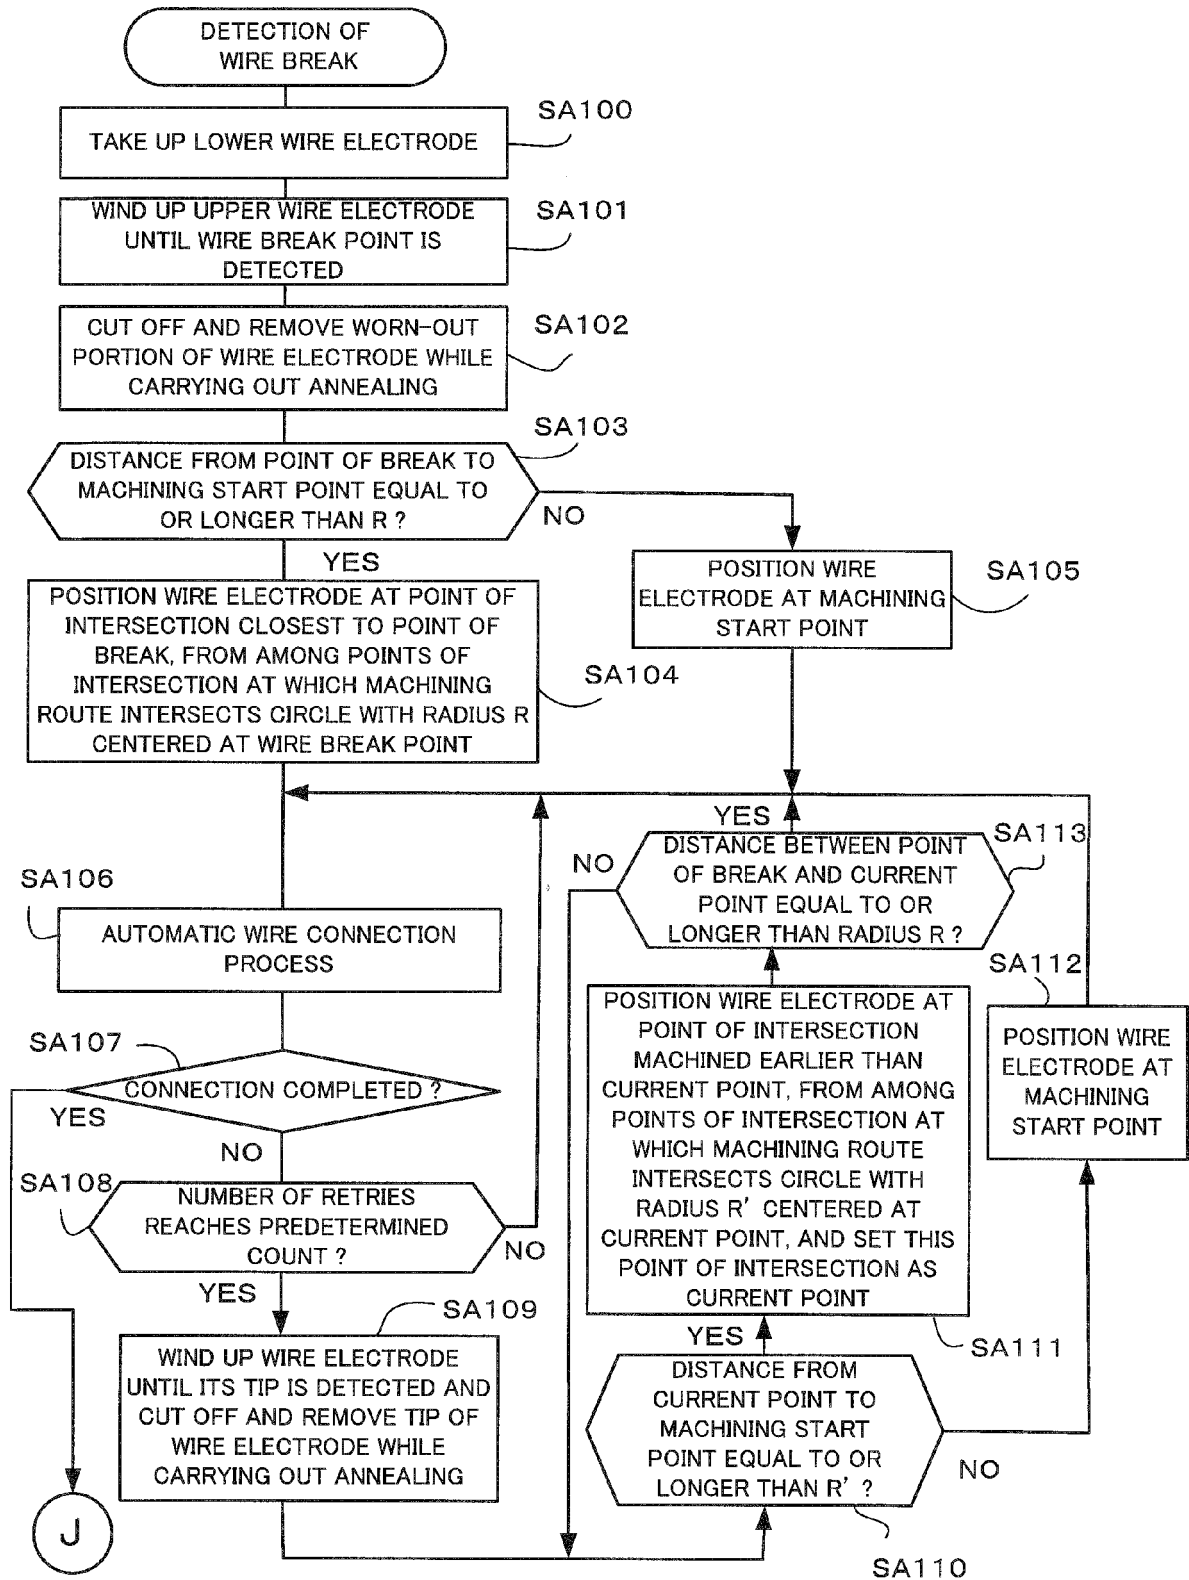 DETECTION OF
WIRE BREAK
SA100
TAKE UP LOWER WIRE ELECTRODE
SA101
WIND UP UPPER WIRE ELECTRODE
UNTIL WIRE BREAK POINT IS
DETECTED
SA102
CUT OFF AND REMOVE WORN-OUT
PORTION OF WIRE ELECTRODE WHILE
CARRYING OUT ANNEALING
SA103
DISTANCE FROM POINT OF BREAK TO
MACHINING START POINT EQUAL TO
OR LONGER THAN R ?
NO
YES
SA105
POSITION WIRE
ELECTRODE AT MACHINING
START POINT
POSITION WIRE ELECTRODE AT POINT OF
INTERSECTION CLOSEST TO POINT OF
BREAK, FROM AMONG POINTS OF
INTERSECTION AT WHICH MACHINING
ROUTE INTERSECTS CIRCLE WITH RADIUS R
CENTERED AT WIRE BREAK POINT
SA104
YES
SA113
NO
DISTANCE BETWEEN POINT
OF BREAK AND CURRENT
POINT EQUAL TO OR
LONGER THAN RADIUS R ?
SA106
AUTOMATIC WIRE CONNECTION
PROCESS
SA112
POSITION WIRE
ELECTRODE AT
MACHINING
START POINT
POSITION WIRE ELECTRODE AT
POINT OF INTERSECTION
MACHINED EARLIER THAN
CURRENT POINT, FROM AMONG
POINTS OF INTERSECTION AT
WHICH MACHINING ROUTE
INTERSECTS CIRCLE WITH
RADIUS R' CENTERED AT
CURRENT POINT, AND SET THIS
POINT OF INTERSECTION AS
CURRENT POINT
SA107
CONNECTION COMPLETED ?
YES
NO
SA108
NUMBER OF RETRIES
REACHES PREDETERMINED
COUNT ?
NO
YES
SA109
WIND UP WIRE ELECTRODE
UNTIL ITS TIP IS DETECTED AND
CUT OFF AND REMOVE TIP OF
WIRE ELECTRODE WHILE
CARRYING OUT ANNEALING
YES
SA111
DISTANCE FROM
CURRENT POINT TO
MACHINING START
POINT EQUAL TO OR
LONGER THAN R' ?
NO
J
SA110